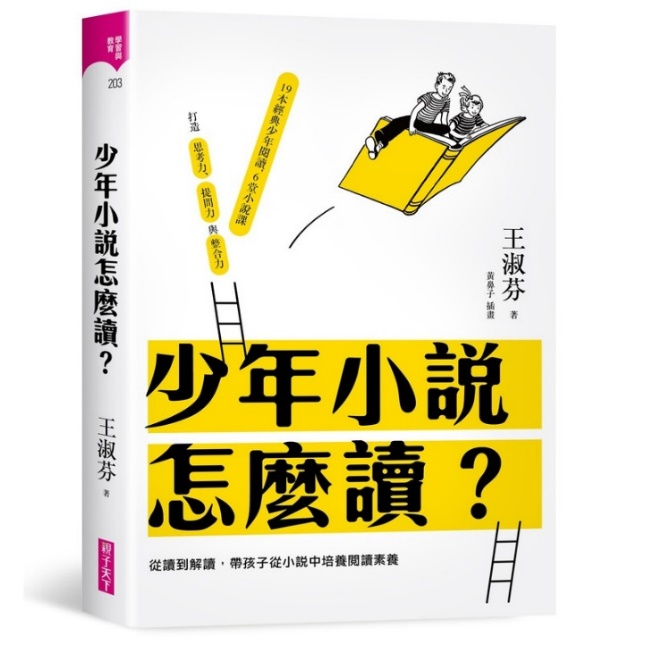 學習與
教育
203
少年小說怎麼讀？
王淑芬 著
親子天下
19本經典少年閱讀，6堂小說課
打造 思考力、提問力 與 整合力
王淑芬 著
黃鼻子 插畫
少年小說
怎麼讀？
從讀到解讀，帶孩子從小說中培養閱讀素養